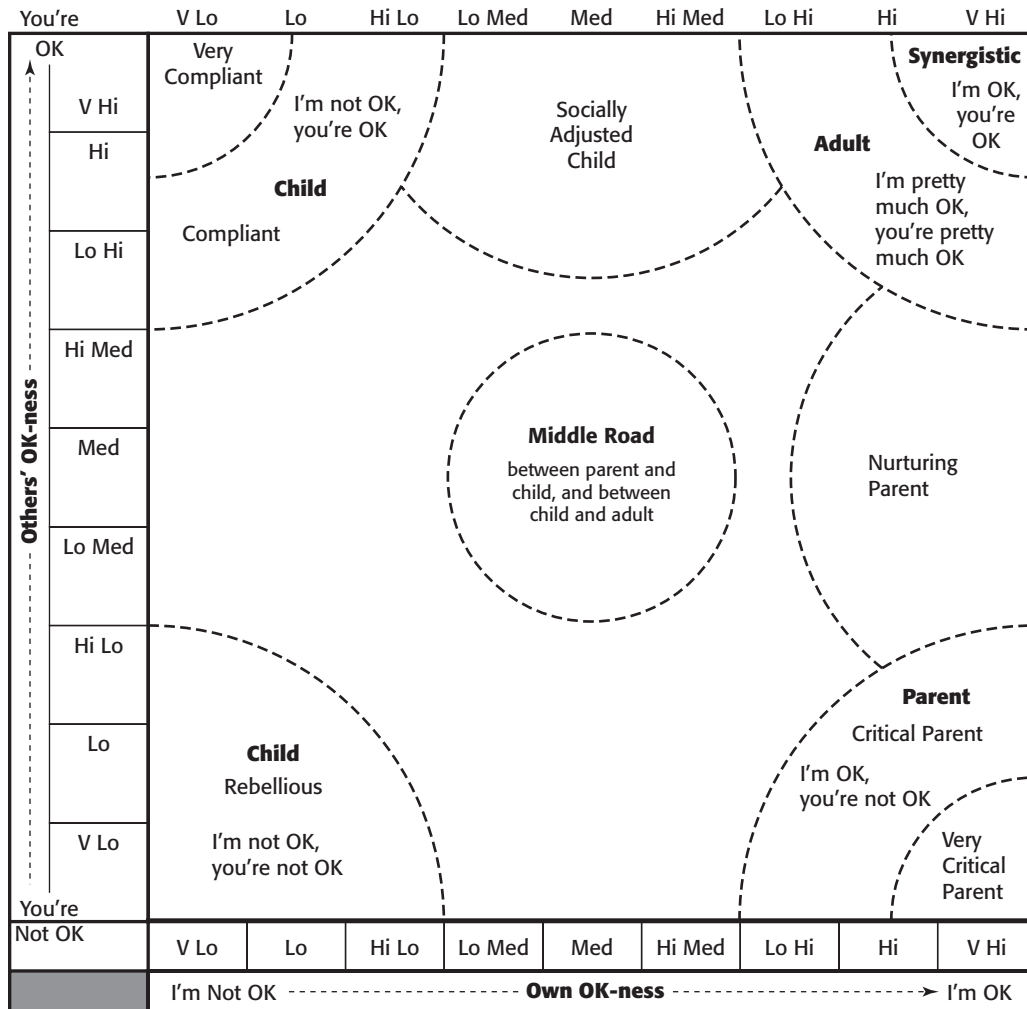 You're
V Lo Lo Hi Lo Lo Med Med Hi Med Lo Hi Hi V Hi
OK
V Hi
Hi
Lo Hi
Hi Med
Med
Lo Med
Hi Lo
Lo
V Lo
Others' OK-ness
You're
Not OK
Very
Compliant
I'm not OK,
you're OK
Child
Compliant
Socially
Adjusted
Child
Synergistic
I'm OK,
you're
OK
Adult
I'm pretty
much OK,
you're pretty
much OK
Middle Road
between parent and
child, and between
child and adult
Nurturing
Parent
Child
Rebellious
I'm not OK,
you're not OK
Parent
Critical Parent
I'm OK,
you're not OK
Very
Critical
Parent
V Lo Lo Hi Lo Lo Med Med Hi Med Lo Hi Hi V Hi
I'm Not OK Own OK-ness I'm OK